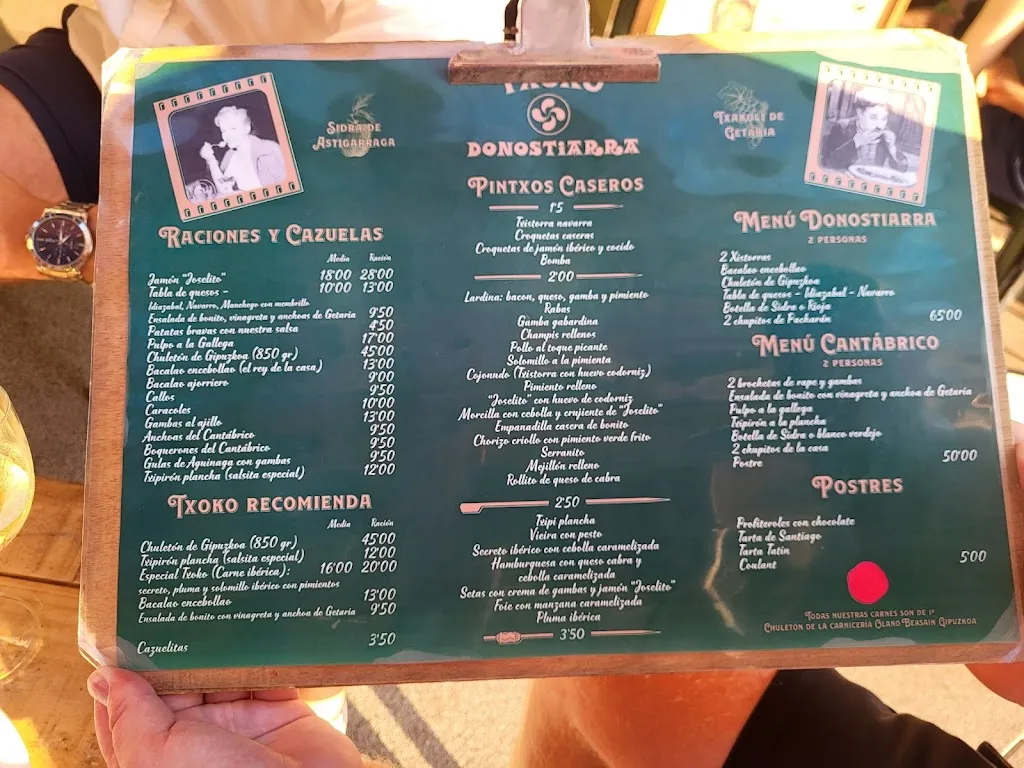 SIDRA DE
ASTIGARRAGA
RACIONES Y CAZUELAS
Media Ración
Jamón "Joselito" 18'00 28'00
Tabla de quesos - 10'00 13'00
Idiazabal, Navarro, Manchego con membrillo
Ensalada de bonito, vinagreta y anchoas de Getaria 9'50
Patatas bravas con nuestra salsa 4'50
Pulpo a la Gallega 17'00
Chuletón de Gipuzkoa (850 gr) 45'00
Bacalao encebollao (el rey de la casa) 13'00
Bacalao ajorriero 9'00
Callos 9'50
Caracoles 10'00
Gambas al ajillo 13'00
Anchoas del Cantábrico 9'50
Boquerones del Cantábrico 9'50
Gulas de Aguinaga con gambas 9'50
Txipirón plancha (salsita especial) 12'00
TXOKO RECOMIENDA
Media Ración
Chuletón de Gipuzkoa (850 gr) 45'00
Txipirón plancha (salsita especial) 12'00
Especial Txoko (Carne ibérica): 16'00 20'00
secreto, pluma y solomillo ibérico con pimientos
Bacalao encebollao 13'00
Ensalada de bonito con vinagreta y anchoa de Getaria 9'50
Cazuelitas 3'50
TXOKO
DONOSTIARRA
PINTXOS CASEROS
1'5
Txistorra navarra
Croquetas caseras
Croquetas de jamón ibérico y cocido
Bomba
2'00
Lardina: bacon, queso, gamba y pimiento
Rabas
Gamba gabardina
Champis relleno
Pollo al toque picante
Solomillo a la pimienta
Cojonudo (Txistorra con huevo codorniz)
Pimiento relleno
"Joselito" con huevo de codorniz
Morcilla con cebolla y crujiente de "Joselito"
Empanadilla casera de bonito
Chorizo criollo con pimiento verde frito
Serranito
Mejillón relleno
Rollito de queso de cabra
2'50
Txipi plancha
Vieira con pesto
Secreto ibérico con cebolla caramelizada
Hamburguesa con queso cabra y
cebolla caramelizada
Setas con crema de gambas y jamón "Joselito"
Foie con manzana caramelizada
Pluma ibérica
3'50
TXAKOLI DE
GETARIA
MENÚ DONOSTIARRA
2 PERSONAS
2 Xistorras
Bacalao encebollao
Chuletón de Gipuzkoa
Tabla de quesos - Idiazabal - Navarro
Botella de Sidra o Rioja
2 chupitos de Pacharán 65'00
MENÚ CANTÁBRICO
2 PERSONAS
2 brochetas de rape y gambas
Ensalada de bonito con vinagreta y anchoa de Getaria
Pulpo a la gallega
Txipirón a la plancha
Botella de Sidra o blanco verdejo
2 chupitos de la casa
Postre 50'00
POSTRES
Profiteroles con chocolate
Tarta de Santiago
Tarta Tatin
Coulant 5'00
TODAS NUESTRAS CARNES SON DE 1ª
CHULETÓN DE LA CARNICERÍA OLANO BERSAIN GIPUZKOA